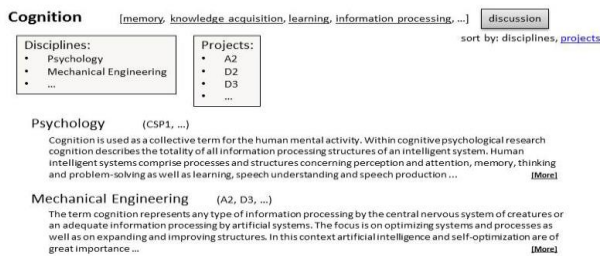 Cognition [memory, knowledge acquisition, learning, information processing, ...] discussion
sort by: disciplines, projects
Disciplines:
• Psychology
• Mechanical Engineering
• ...
Projects:
• A2
• D2
• D3
• ...
Psychology (CSP1, ...)
Cognition is used as a collective term for the human mental activity. Within cognitive psychological research
cognition describes the totality of all information processing structures of an intelligent system. Human
intelligent systems comprise processes and structures concerning perception and attention, memory, thinking
and problem-solving as well as learning, speech understanding and speech production ... [More]
Mechanical Engineering (A2, D3, ...)
The term cognition represents any type of information processing by the central nervous system of creatures or
an adequate information processing by artificial systems. The focus is on optimizing systems and processes as
well as on expanding and improving structures. In this context artificial intelligence and self-optimization are of
great importance ... [More]